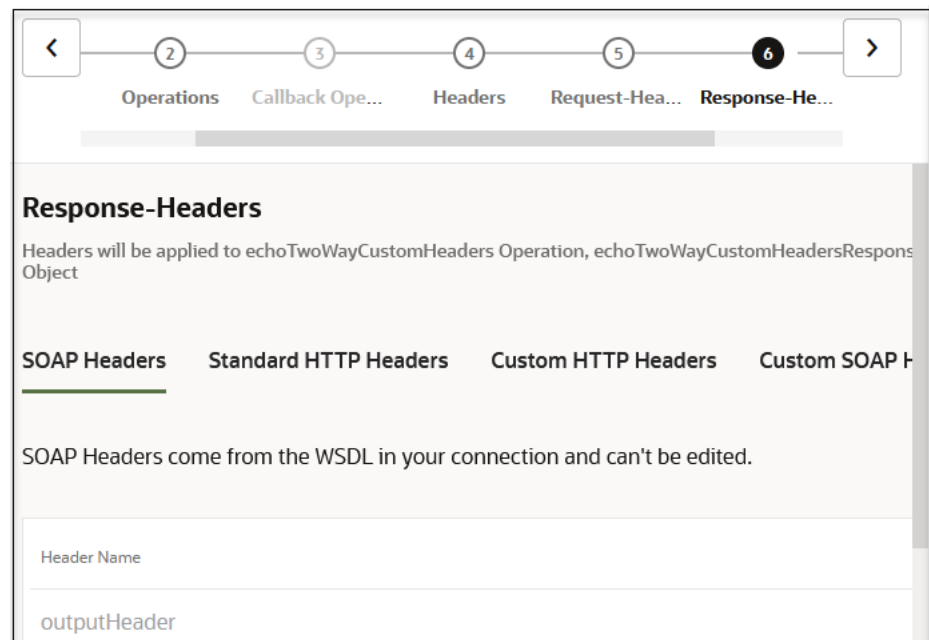 2 3 4 5 6
Operations Callback Ope... Headers Request-Hea... Response-He...
Response-Headers
Headers will be applied to echoTwoWayCustomHeaders Operation, echoTwoWayCustomHeadersRespons
Object
SOAP Headers Standard HTTP Headers Custom HTTP Headers Custom SOAP H
SOAP Headers come from the WSDL in your connection and can't be edited.
Header Name
outputHeader